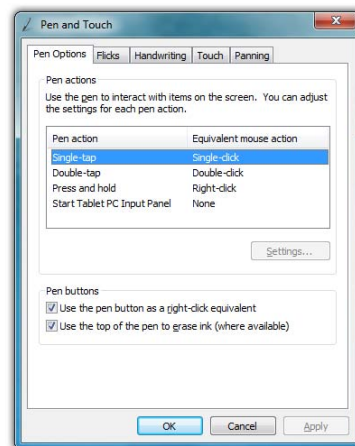 Pen and Touch
Pen Options Flicks Handwriting Touch Panning
Pen actions
Use the pen to interact with items on the screen. You can adjust
the settings for each pen action.
Pen action Equivalent mouse action
Single-tap Single-click
Double-tap Double-click
Press and hold Right-click
Start Tablet PC Input Panel None
Settings...
Pen buttons
Use the pen button as a right-click equivalent
Use the top of the pen to erase ink (where available)
OK Cancel Apply